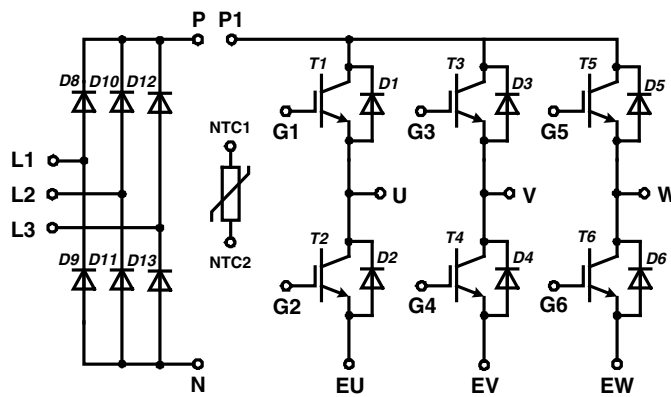 P P1
T1 T3 T5
D8 D10 D12 D1 D3 D5
G1 G3 G5
NTC1
L1
L2 U V W
L3
T2 T4 T6
D9 D11 D13 NTC2 D2 D4 D6
G2 G4 G6
N EU EV EW